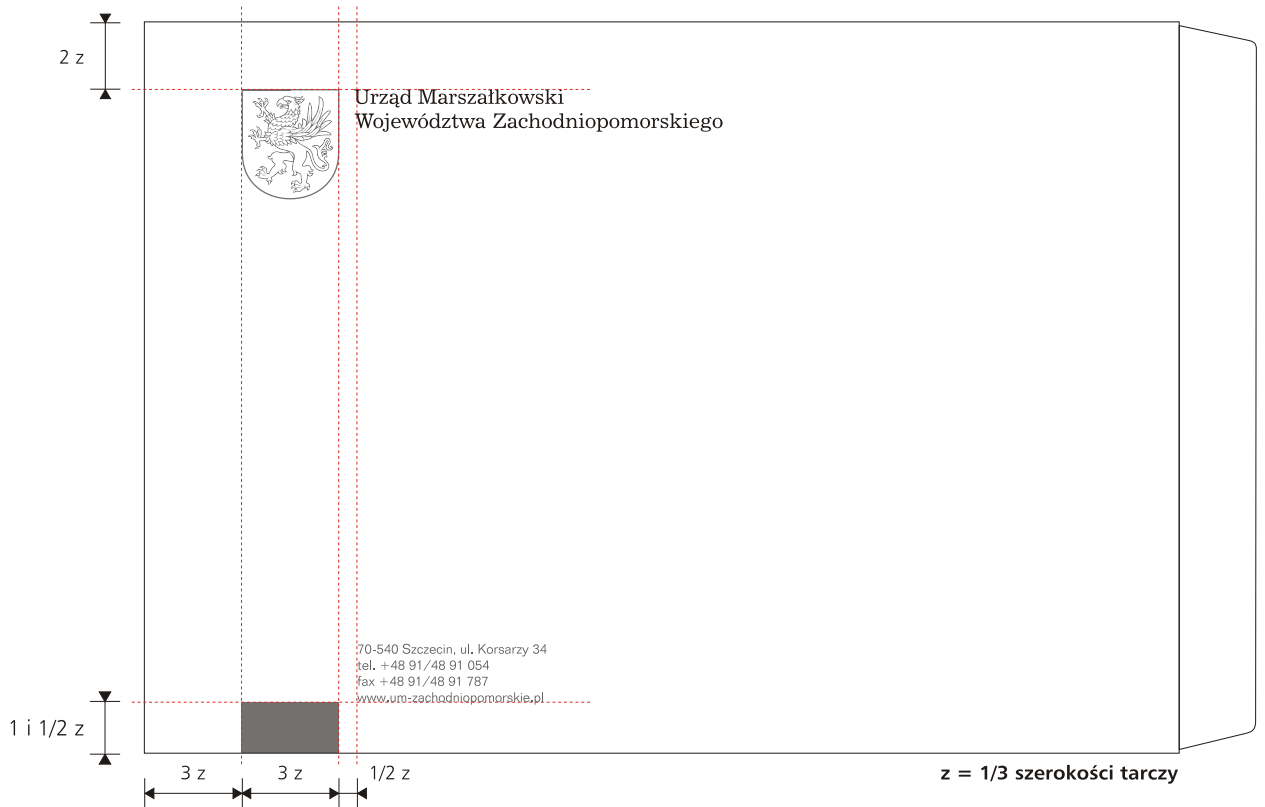 2 z
Urząd Marszałkowski
Województwa Zachodniopomorskiego
70-540 Szczecin, ul. Korsarzy 34
tel. +48 91/48 91 054
fax +48 91/48 91 787
www.um-zachodniopomorskie.pl
1 i 1/2 z
3 z
3 z
1/2 z
z = 1/3 szerokości tarczy